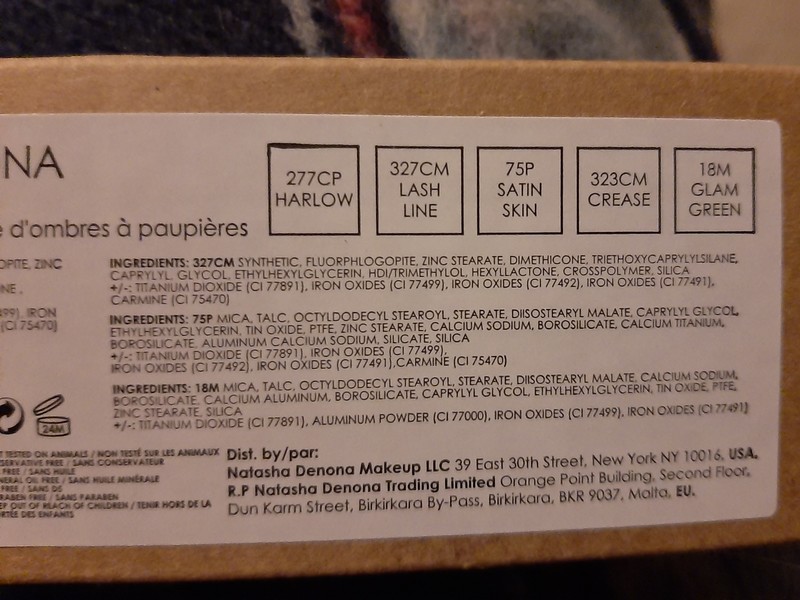 NA
277CP HARLOW
327CM LASH LINE
75P SATIN SKIN
323CM CREASE
18M GLAM GREEN
d'ombres à paupières
OPITE, ZINC
INGREDIENTS: 327CM SYNTHETIC, FLUORPHLOGOPITE, ZINC STEARATE, DIMETHICONE, TRIETHOXYCAPRYLYLSILANE,
CAPRYLYL, GLYCOL, ETHYLHEXYLGLYCERIN, HDI/TRIMETHYLOL, HEXYLLACTONE, CROSSPOLYMER, SILICA
+/-: TITANIUM DIOXIDE (CI 77891), IRON OXIDES (CI 77499), IRON OXIDES (CI 77492), IRON OXIDES (CI 77491),
CARMINE (CI 75470)
499), IRON
(CI 75470)
INGREDIENTS: 75P MICA, TALC, OCTYLDODECYL STEAROYL, STEARATE, DIISOSTEARYL MALATE, CAPRYLYL GLYCOL,
ETHYLHEXYLGLYCERIN, TIN OXIDE, PTFE, ZINC STEARATE, CALCIUM SODIUM, BOROSILICATE, CALCIUM TITANIUM,
BOROSILICATE, ALUMINUM CALCIUM SODIUM, SILICATE, SILICA
+/-: TITANIUM DIOXIDE (CI 77891), IRON OXIDES (CI 77499),
IRON OXIDES (CI 77492), IRON OXIDES (CI 77491),CARMINE (CI 75470)
INGREDIENTS: 18M MICA, TALC, OCTYLDODECYL STEAROYL, STEARATE, DIISOSTEARYL MALATE, CALCIUM SODIUM,
BOROSILICATE, CALCIUM ALUMINUM, BOROSILICATE, CAPRYLYL GLYCOL, ETHYLHEXYLGLYCERIN, TIN OXIDE, PTFE,
ZINC STEARATE, SILICA
+/-: TITANIUM DIOXIDE (CI 77891), ALUMINUM POWDER (CI 77000), IRON OXIDES (CI 77499), IRON OXIDES (CI 77491)
24M
T TESTED ON ANIMALS / NON TESTÉ SUR LES ANIMAUX
SERVATIVE FREE / SANS CONSERVATEUR
FREE / SANS HUILE
NERAL OIL FREE / SANS HUILE MINÉRALE
FREE / SANS
RABEN FREE / SANS PARABEN
EP OUT OF REACH OF CHILDREN / TENIR HORS DE LA
RTÉE DES ENFANTS
Dist. by/par:
Natasha Denona Makeup LLC 39 East 30th Street, New York NY 10016, USA.
R.P Natasha Denona Trading Limited Orange Point Building, Second Floor,
Dun Karm Street, Birkirkara By-Pass, Birkirkara, BKR 9037, Malta, EU.